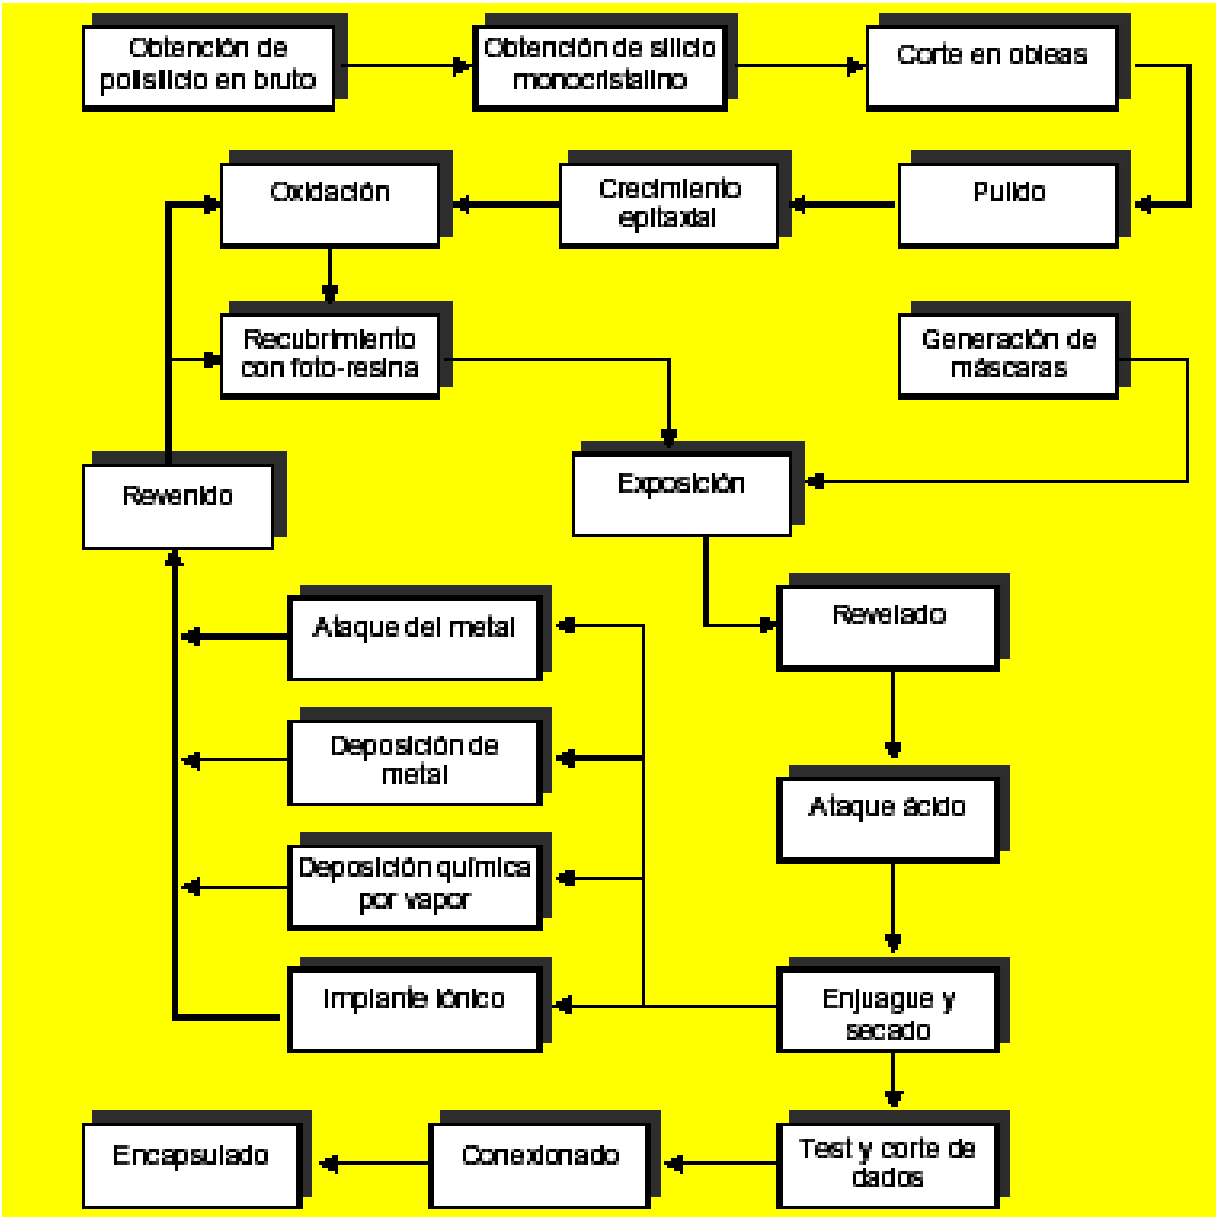 Obtención de
polisilicio en bruto
Obtención de silicio
monocristalino
Corte en obleas
Oxidación
Crecimiento
epitaxial
Pulido
Recubrimiento
con foto-resina
Generación de
máscaras
Revenido
Exposición
Ataque del metal
Revelado
Deposición de
metal
Ataque ácido
Deposición química
por vapor
Implante iónico
Enjuague y
secado
Encapsulado
Conexionado
Test y corte de
dados